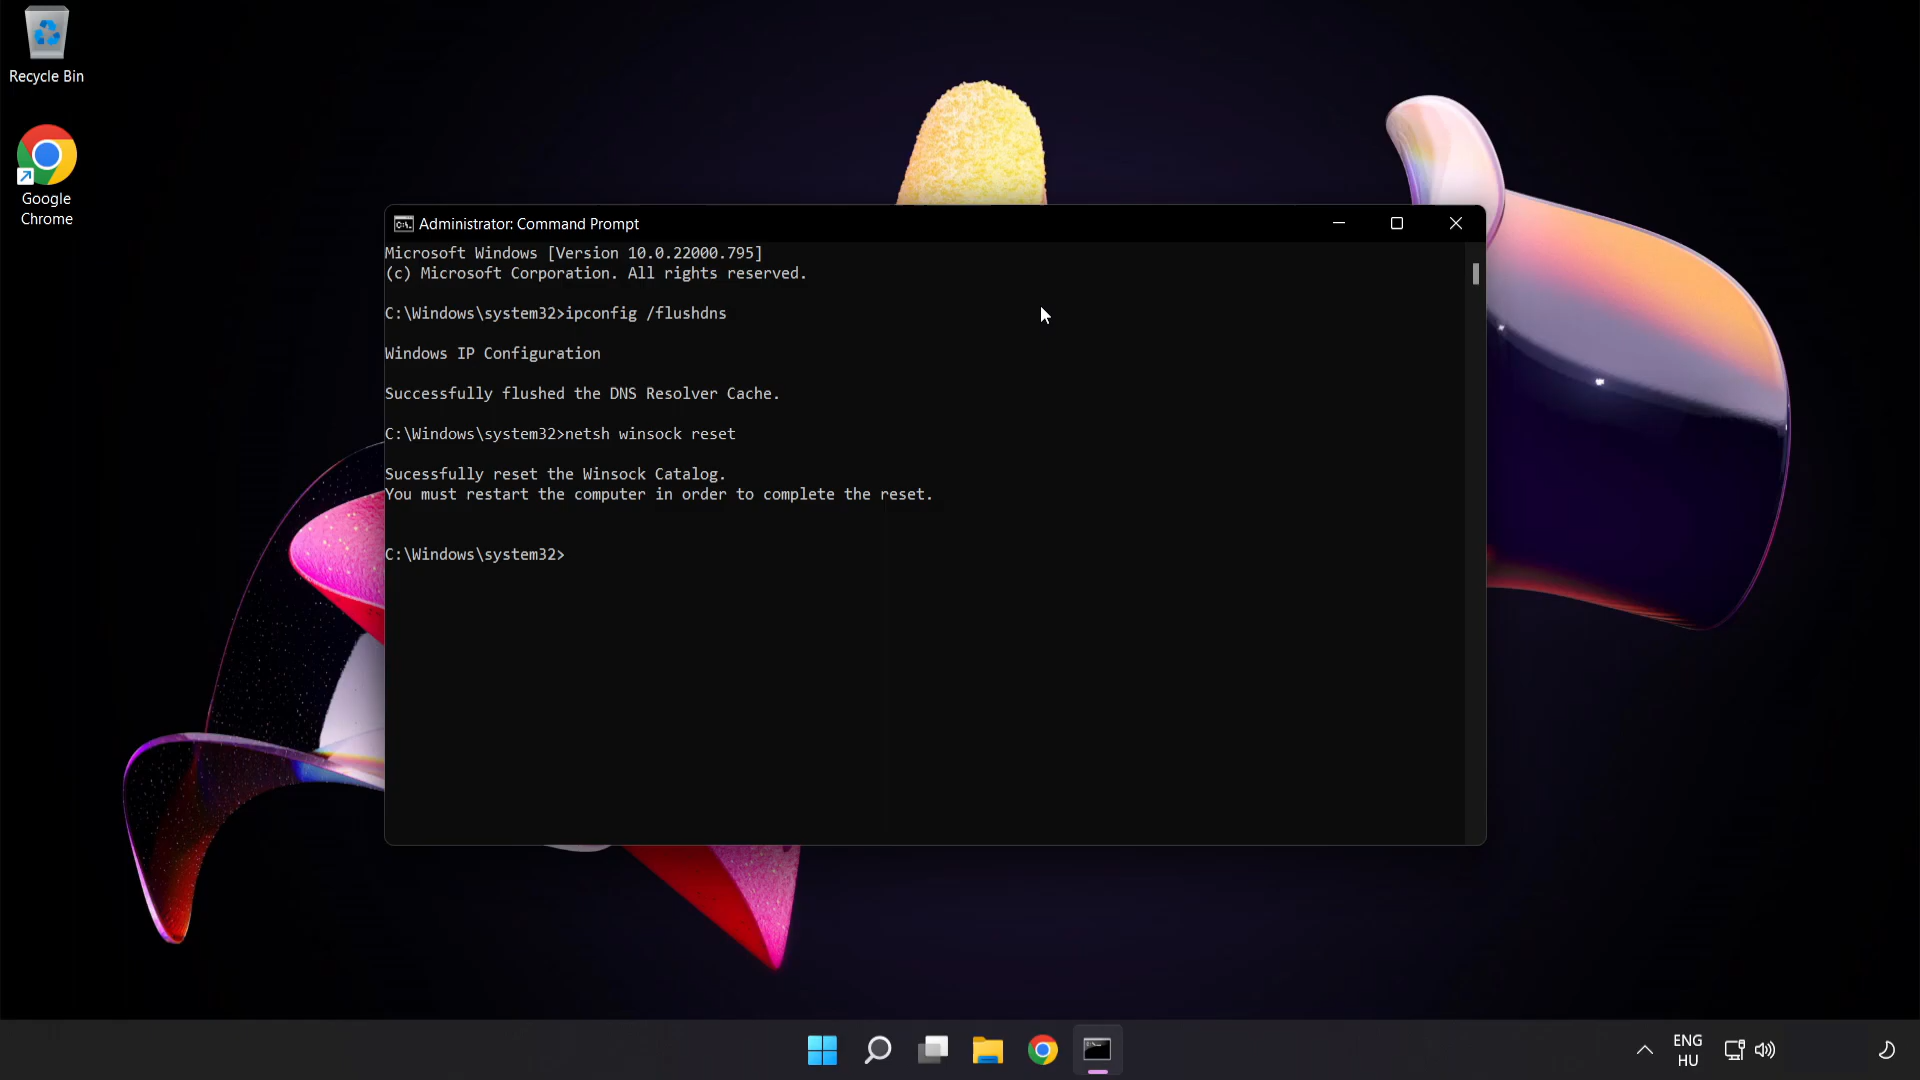 Recycle Bin
Google
Chrome
Administrator: Command Prompt
Microsoft Windows [Version 10.0.22000.795]
(c) Microsoft Corporation. All rights reserved.
C:\Windows\system32>ipconfig /flushdns
Windows IP Configuration
Successfully flushed the DNS Resolver Cache.
C:\Windows\system32>netsh winsock reset
Sucessfully reset the Winsock Catalog.
You must restart the computer in order to complete the reset.
C:\Windows\system32>
ENG
HU